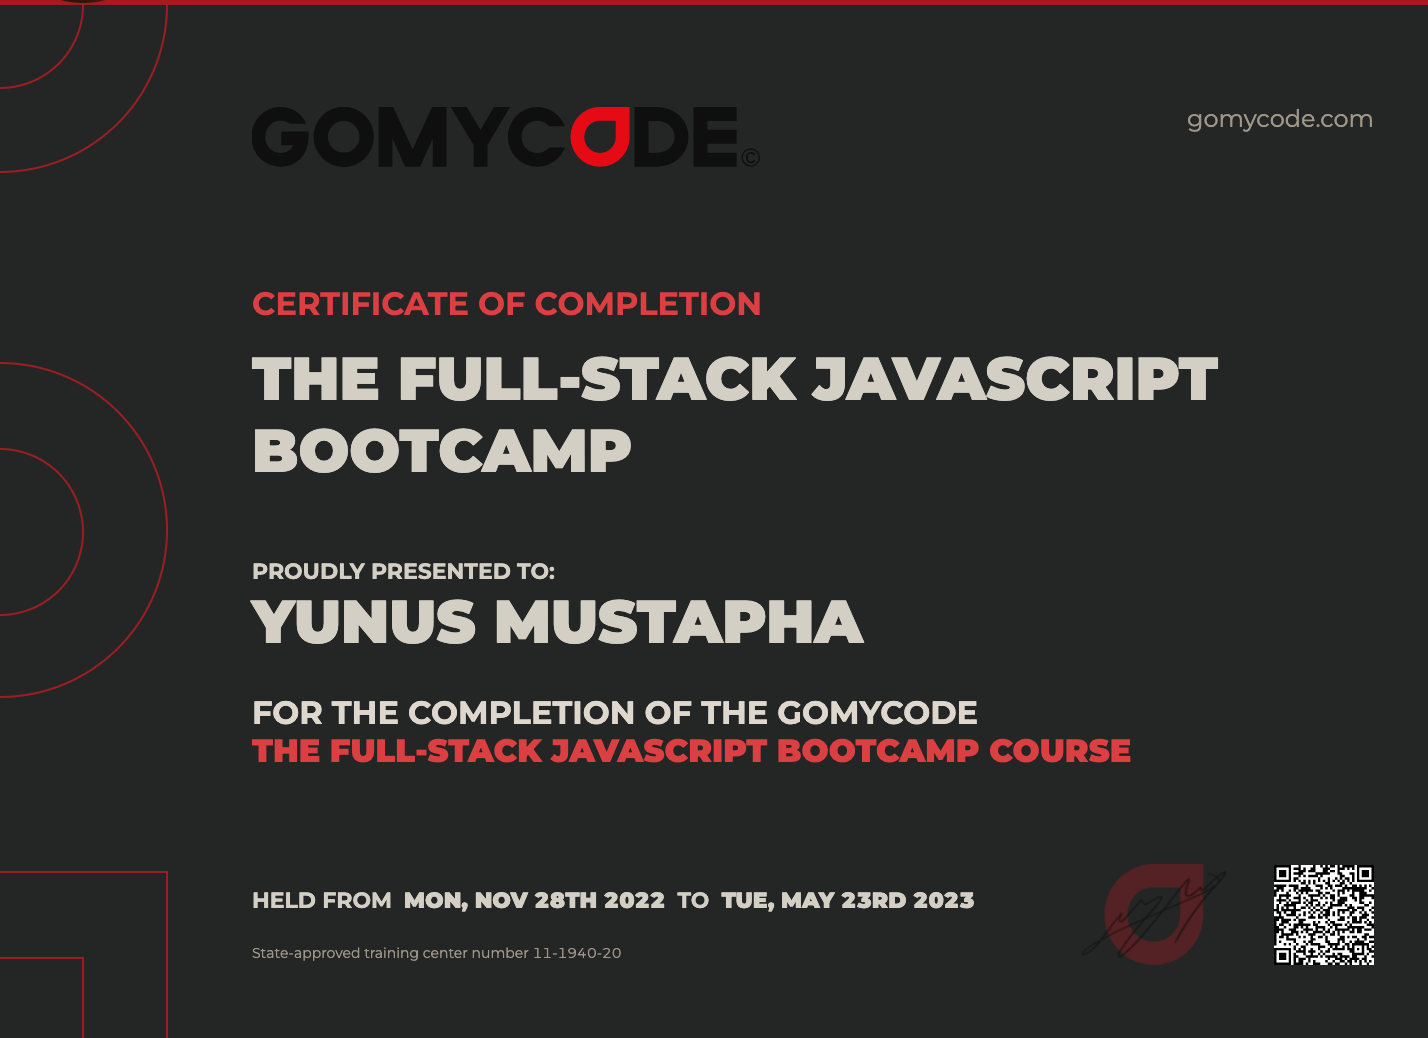 GOMYCODE©
gomycode.com
CERTIFICATE OF COMPLETION
THE FULL-STACK JAVASCRIPT
BOOTCAMP
PROUDLY PRESENTED TO:
YUNUS MUSTAPHA
FOR THE COMPLETION OF THE GOMYCODE
THE FULL-STACK JAVASCRIPT BOOTCAMP COURSE
HELD FROM MON, NOV 28TH 2022 TO TUE, MAY 23RD 2023
State-approved training center number 11-1940-20